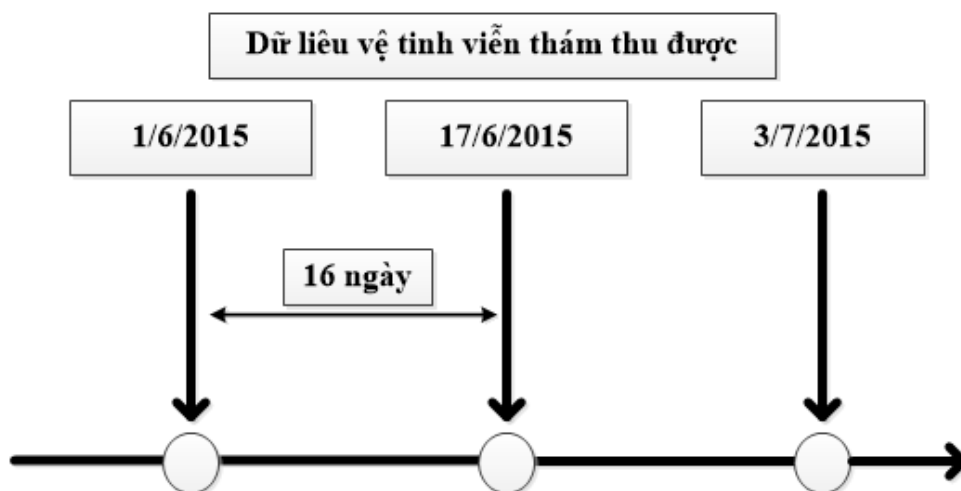 Dữ liêu vệ tinh viễn thám thu được
1/6/2015
17/6/2015
3/7/2015
16 ngày